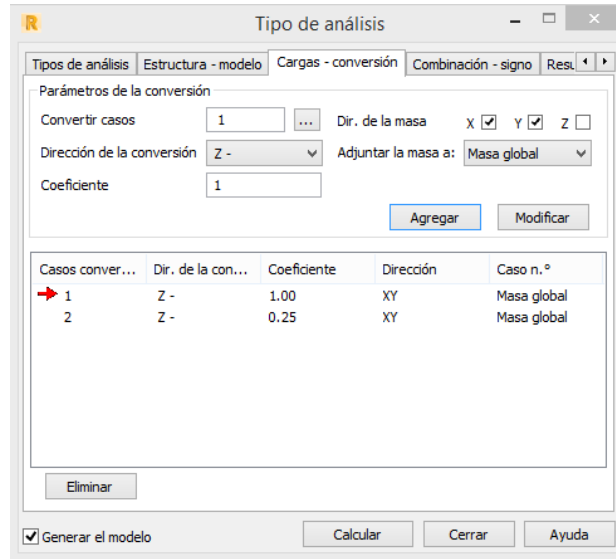 R
Tipo de análisis
Tipos de análisis Estructura - modelo Cargas - conversión Combinación - signo Resu
Parámetros de la conversión
Convertir casos 1 ... Dir. de la masa X Y Z
Dirección de la conversión Z - Adjuntar la masa a: Masa global
Coeficiente 1
Agregar Modificar
Casos conver... Dir. de la con... Coeficiente Dirección Caso n.º
1 Z - 1.00 XY Masa global
2 Z - 0.25 XY Masa global
Eliminar
Generar el modelo Calcular Cerrar Ayuda